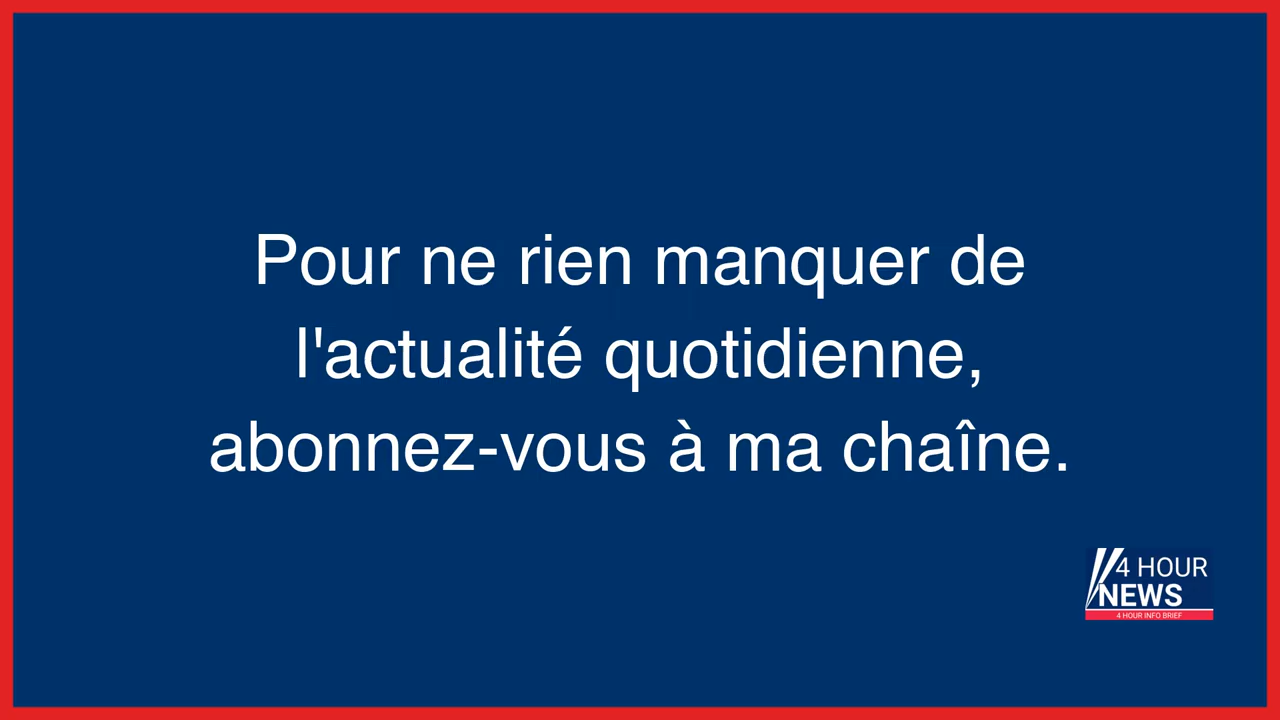 Pour ne rien manquer de
l'actualité quotidienne,
abonnez-vous à ma chaîne.
4 HOUR
NEWS
4 HOUR INFO BRIEF